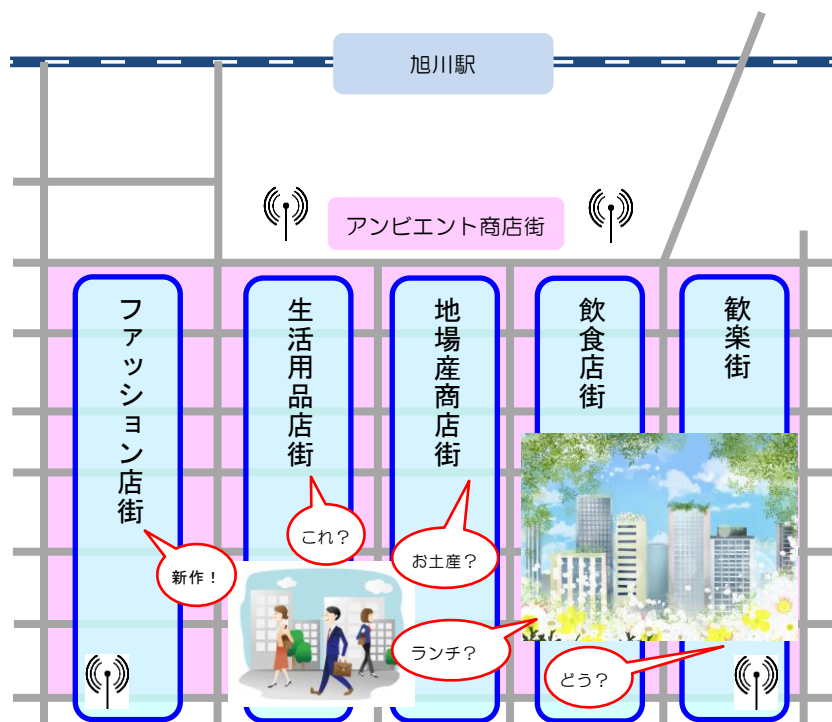 旭川駅
アンビエント商店街
ファッション店街
生活用品店街
地場産商店街
飲食店街
歓楽街
新作！
これ？
お土産？
ランチ？
どう？